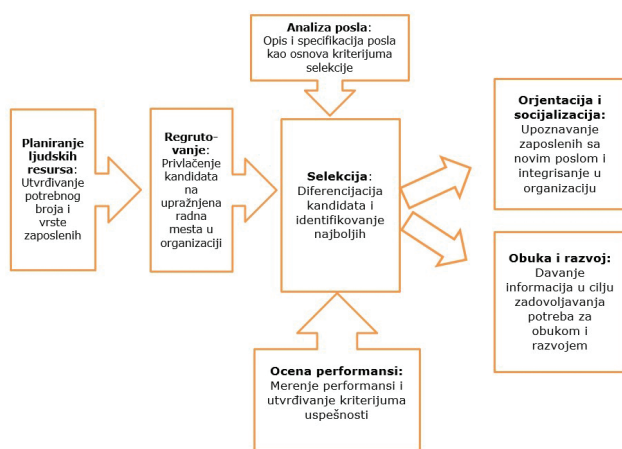 Analiza posla:
Opis i specifikacija posla
kao osnova kriterijuma
selekcije
Planiranje
ljudskih
resursa:
Utvrđivanje
potrebnog
broja i
vrste
zaposlenih
Regruto-
vanje:
Privlačenje
kandidata
na
upražnjena
radna
mesta u
organizaciji
Selekcija:
Diferencijacija
kandidata i
identifikovanje
najboljih
Orjentacija i
socijalizacija:
Upoznavanje
zaposlenih sa
novim poslom i
integrisanje u
organizaciju
Obuka i razvoj:
Davanje
informacija u cilju
zadovoljavanja
potreba za
obukom i
razvojem
Ocena performansi:
Merenje performansi i
utvrđivanje kriterijuma
uspešnosti